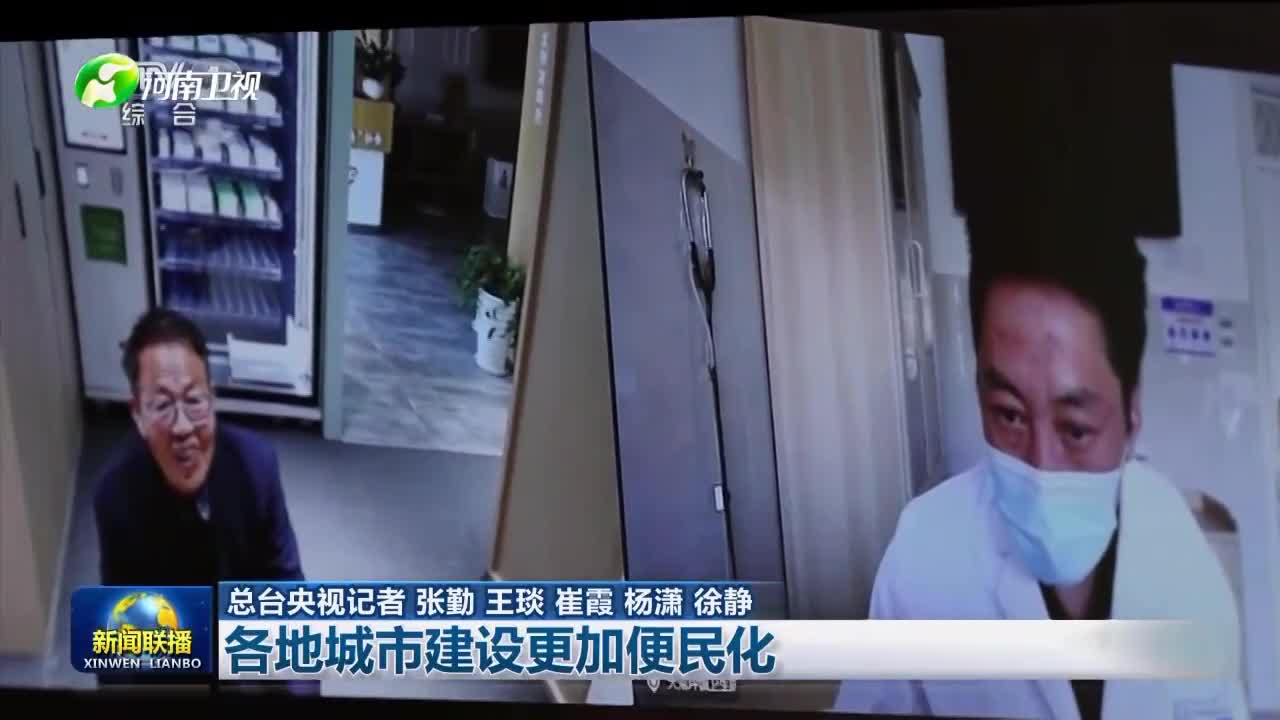 河南卫视
综合
总台央视记者 张勤 王琰 崔霞 杨潇 徐静
新闻联播
XINWEN LIANBO
各地城市建设更加便民化